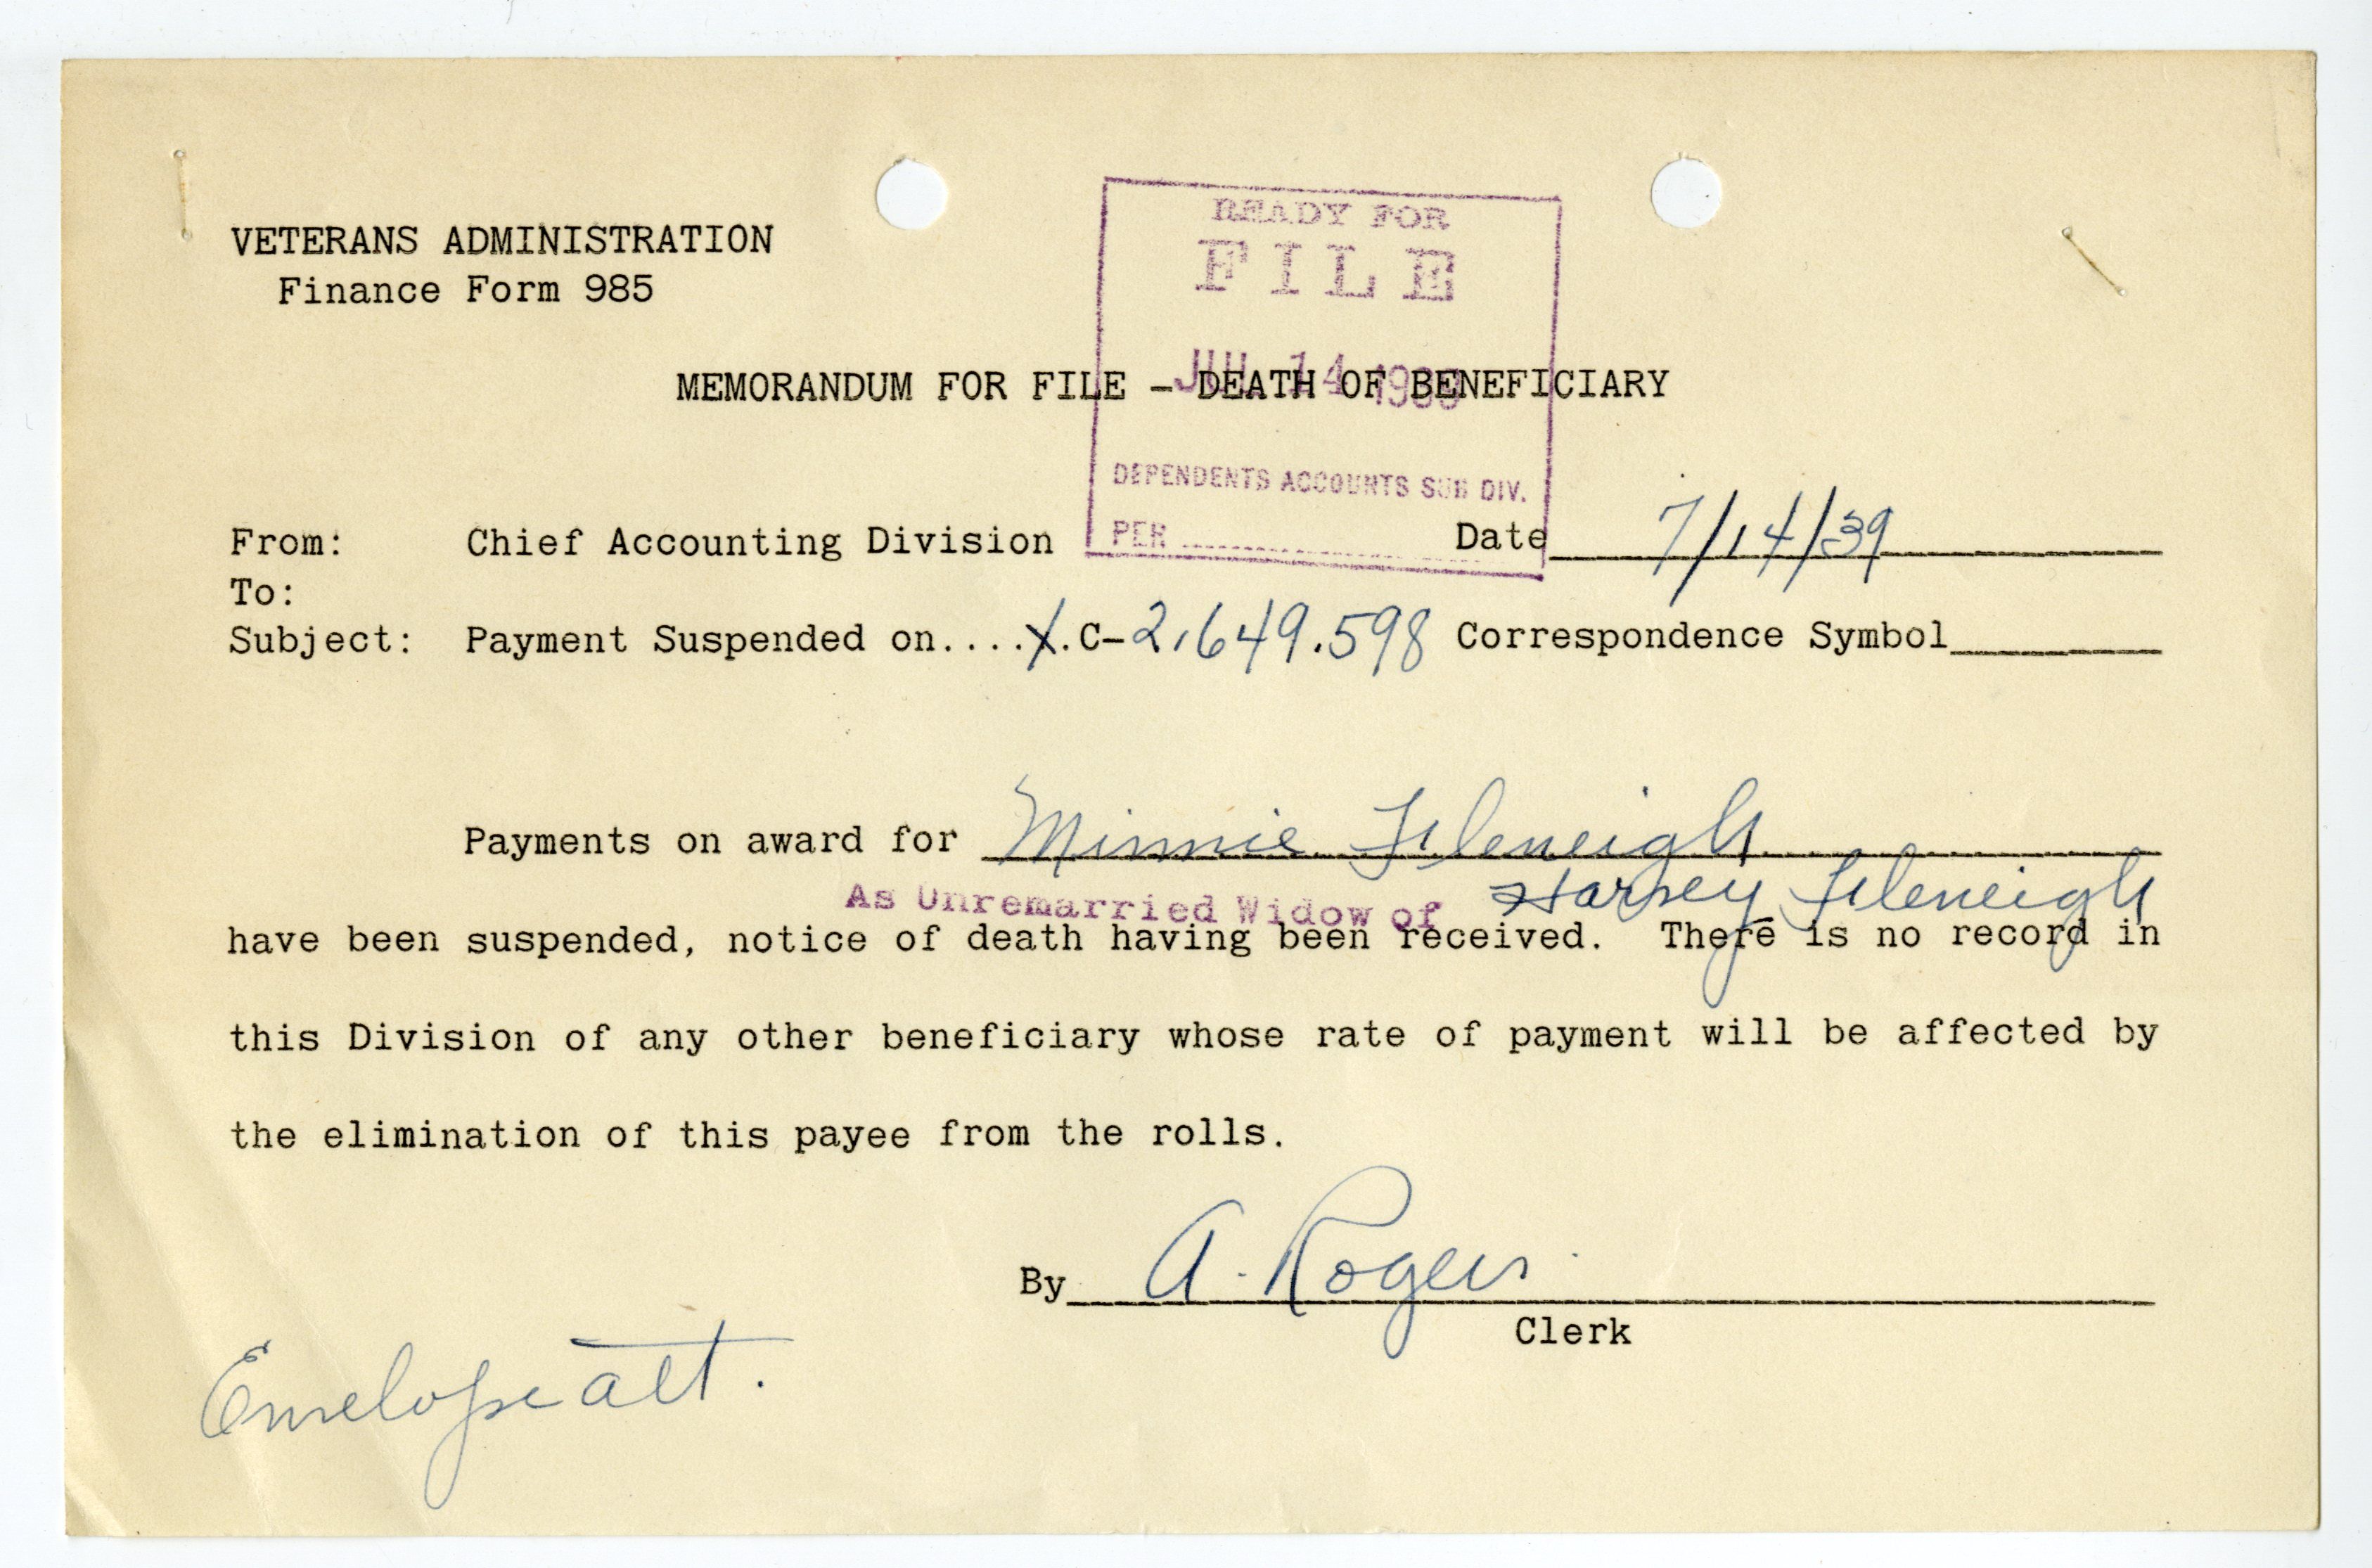 READY FOR
FILE
JUL 14 1939
DEPENDENTS ACCOUNTS SUB DIV.
PER
VETERANS ADMINISTRATION
Finance Form 985
MEMORANDUM FOR FILE - DEATH OF BENEFICIARY
From: Chief Accounting Division Date 7/14/39
To:
Subject: Payment Suspended on....X.C-2,649.598 Correspondence Symbol
Payments on award for Minnie
As Unremarried Widow of Harvey
have been suspended, notice of death having been received. There is no record in
this Division of any other beneficiary whose rate of payment will be affected by
the elimination of this payee from the rolls.
By A. Rogers
Clerk
Envelope att.